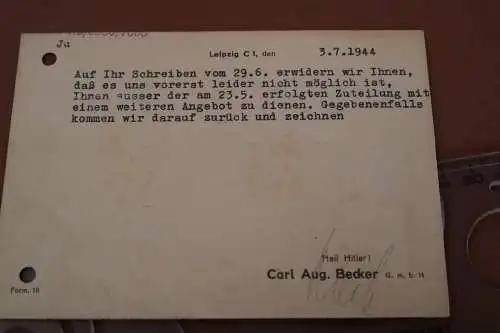 Ju
Leipzig C 1, den 3.7.1944
Auf Ihr Schreiben vom 29.6. erwidern wir Ihnen,
daß es uns vorerst leider nicht möglich ist,
Ihnen ausser der am 23.5. erfolgten Zuteilung mit
einem weiteren Angebot zu dienen. Gegebenenfalls
kommen wir darauf zurück und zeichnen
Heil Hitler!
Carl Aug. Becker G. m. b. H
Form. 18